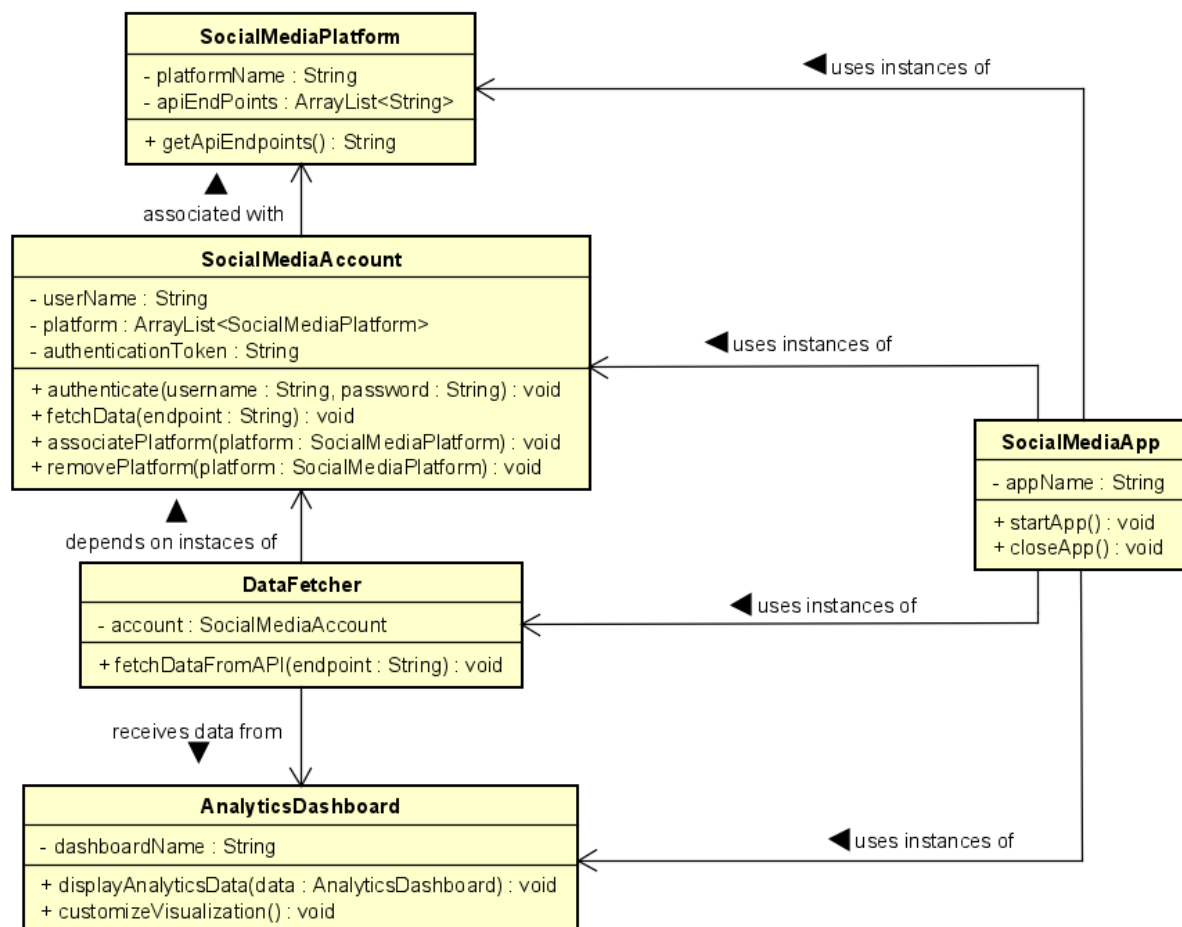 SocialMediaPlatform
- platformName : String
- apiEndPoints : ArrayList<String>
+ getApiEndpoints() : String
uses instances of
associated with
SocialMediaAccount
- userName : String
- platform : ArrayList<SocialMediaPlatform>
- authenticationToken : String
+ authenticate(username : String, password : String) : void
+ fetchData(endpoint : String) : void
+ associatePlatform(platform : SocialMediaPlatform) : void
+ removePlatform(platform : SocialMediaPlatform) : void
uses instances of
SocialMediaApp
- appName : String
+ startApp() : void
+ closeApp() : void
depends on instaces of
DataFetcher
- account : SocialMediaAccount
+ fetchDataFromAPI(endpoint : String) : void
uses instances of
receives data from
AnalyticsDashboard
- dashboardName : String
+ displayAnalyticsData(data : AnalyticsDashboard) : void
+ customizeVisualization() : void
uses instances of